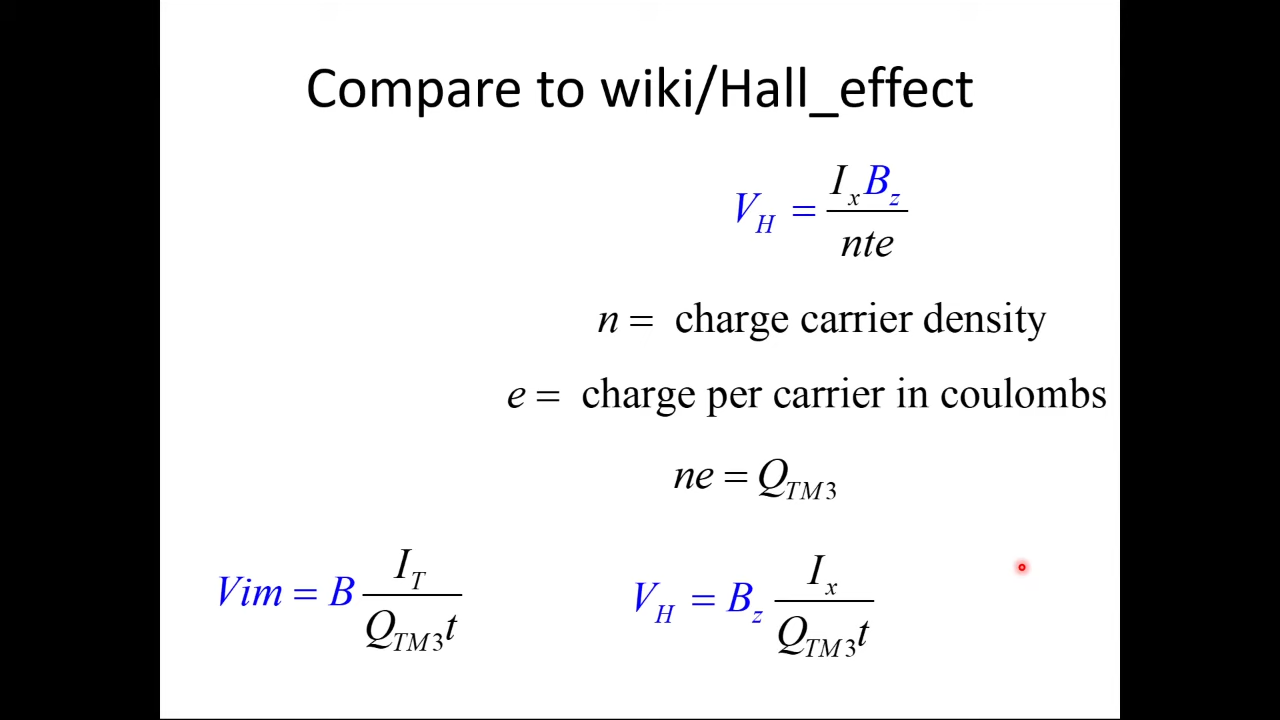 Compare to wiki/Hall_effect
V_H = I_x B_z / nte
n = charge carrier density
e = charge per carrier in coulombs
ne = Q_TM3
Vim = B I_T / Q_TM3 t
V_H = B_z I_x / Q_TM3 t